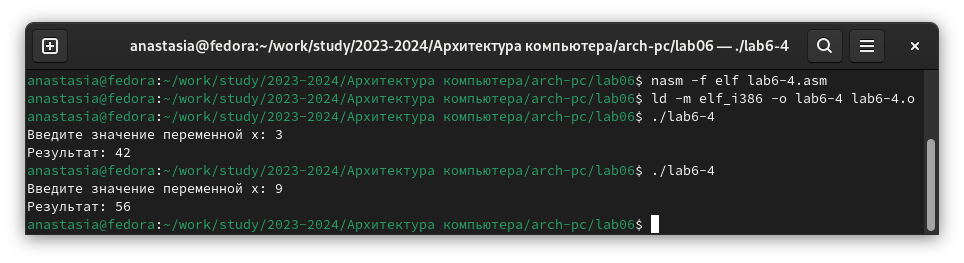 anastasia@fedora:~/work/study/2023-2024/Архитектура компьютера/arch-pc/lab06 — ./lab6-4
anastasia@fedora:~/work/study/2023-2024/Архитектура компьютера/arch-pc/lab06$ nasm -f elf lab6-4.asm
anastasia@fedora:~/work/study/2023-2024/Архитектура компьютера/arch-pc/lab06$ ld -m elf_i386 -o lab6-4 lab6-4.o
anastasia@fedora:~/work/study/2023-2024/Архитектура компьютера/arch-pc/lab06$ ./lab6-4
Введите значение переменной x: 3
Результат: 42
anastasia@fedora:~/work/study/2023-2024/Архитектура компьютера/arch-pc/lab06$ ./lab6-4
Введите значение переменной x: 9
Результат: 56
anastasia@fedora:~/work/study/2023-2024/Архитектура компьютера/arch-pc/lab06$